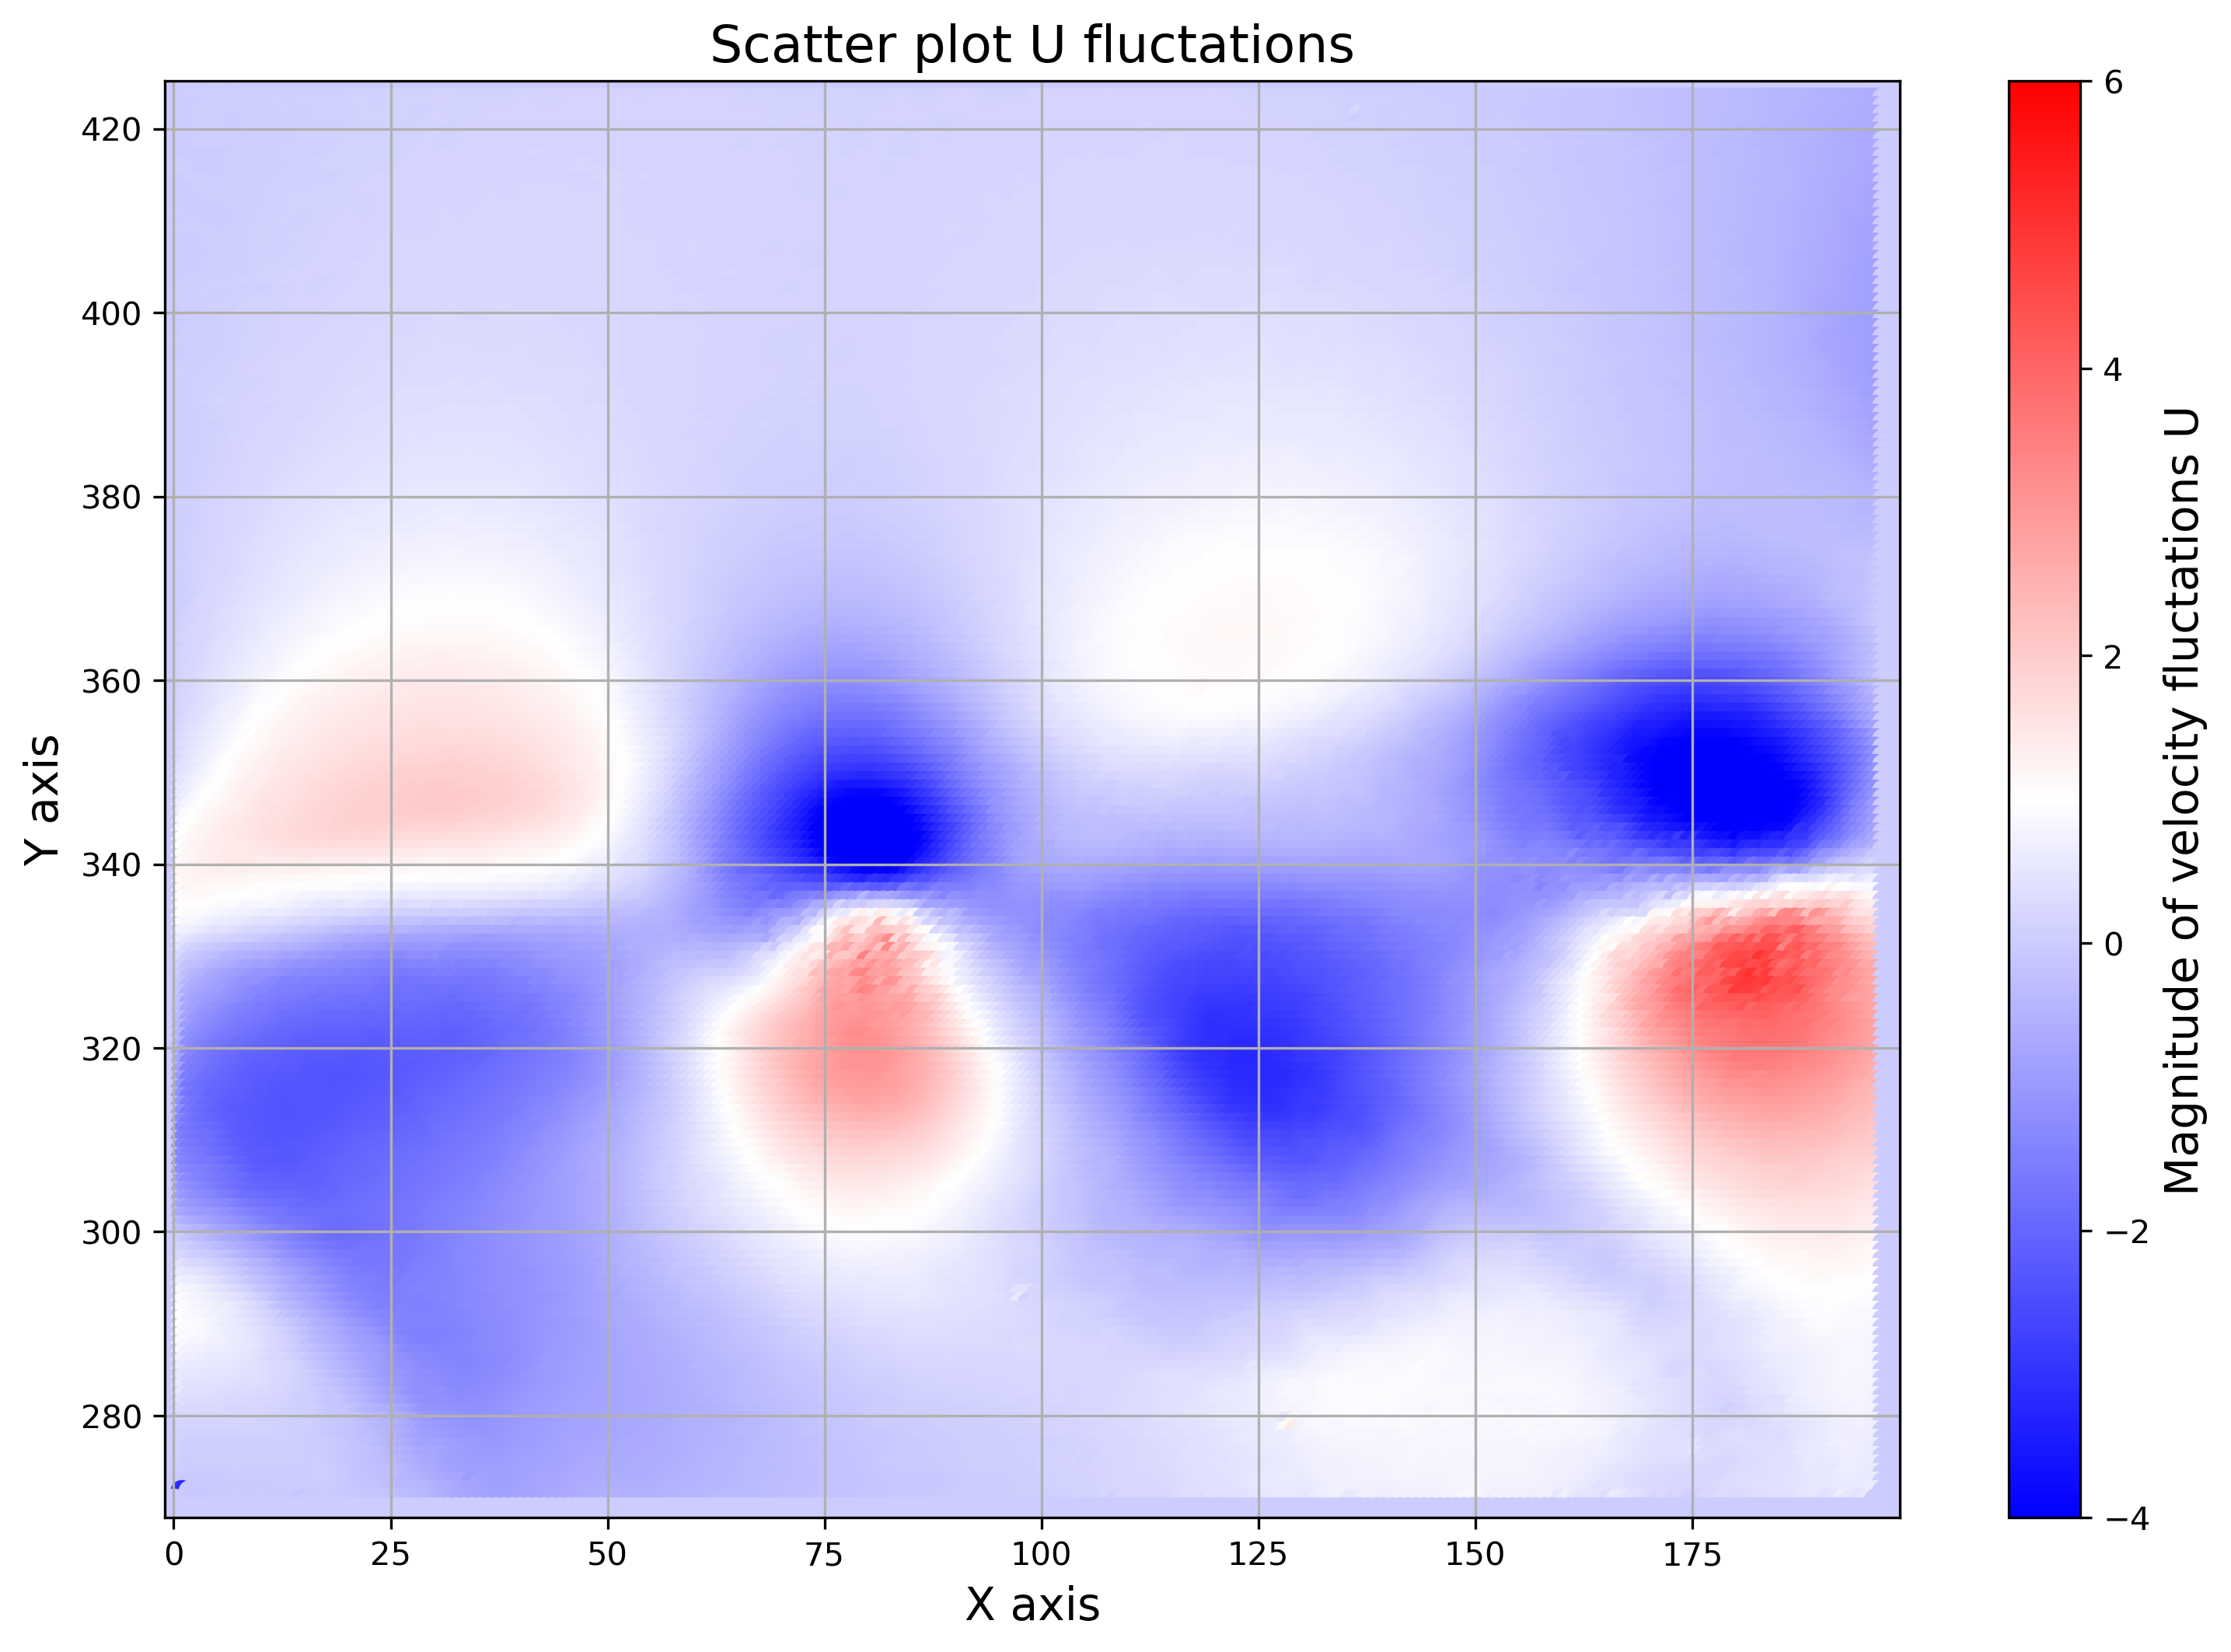 Scatter plot U fluctations
420
400
380
360
340
320
300
280
Y axis
0 25 50 75 100 125 150 175
X axis
6
4
2
0
−2
−4
Magnitude of velocity fluctations U